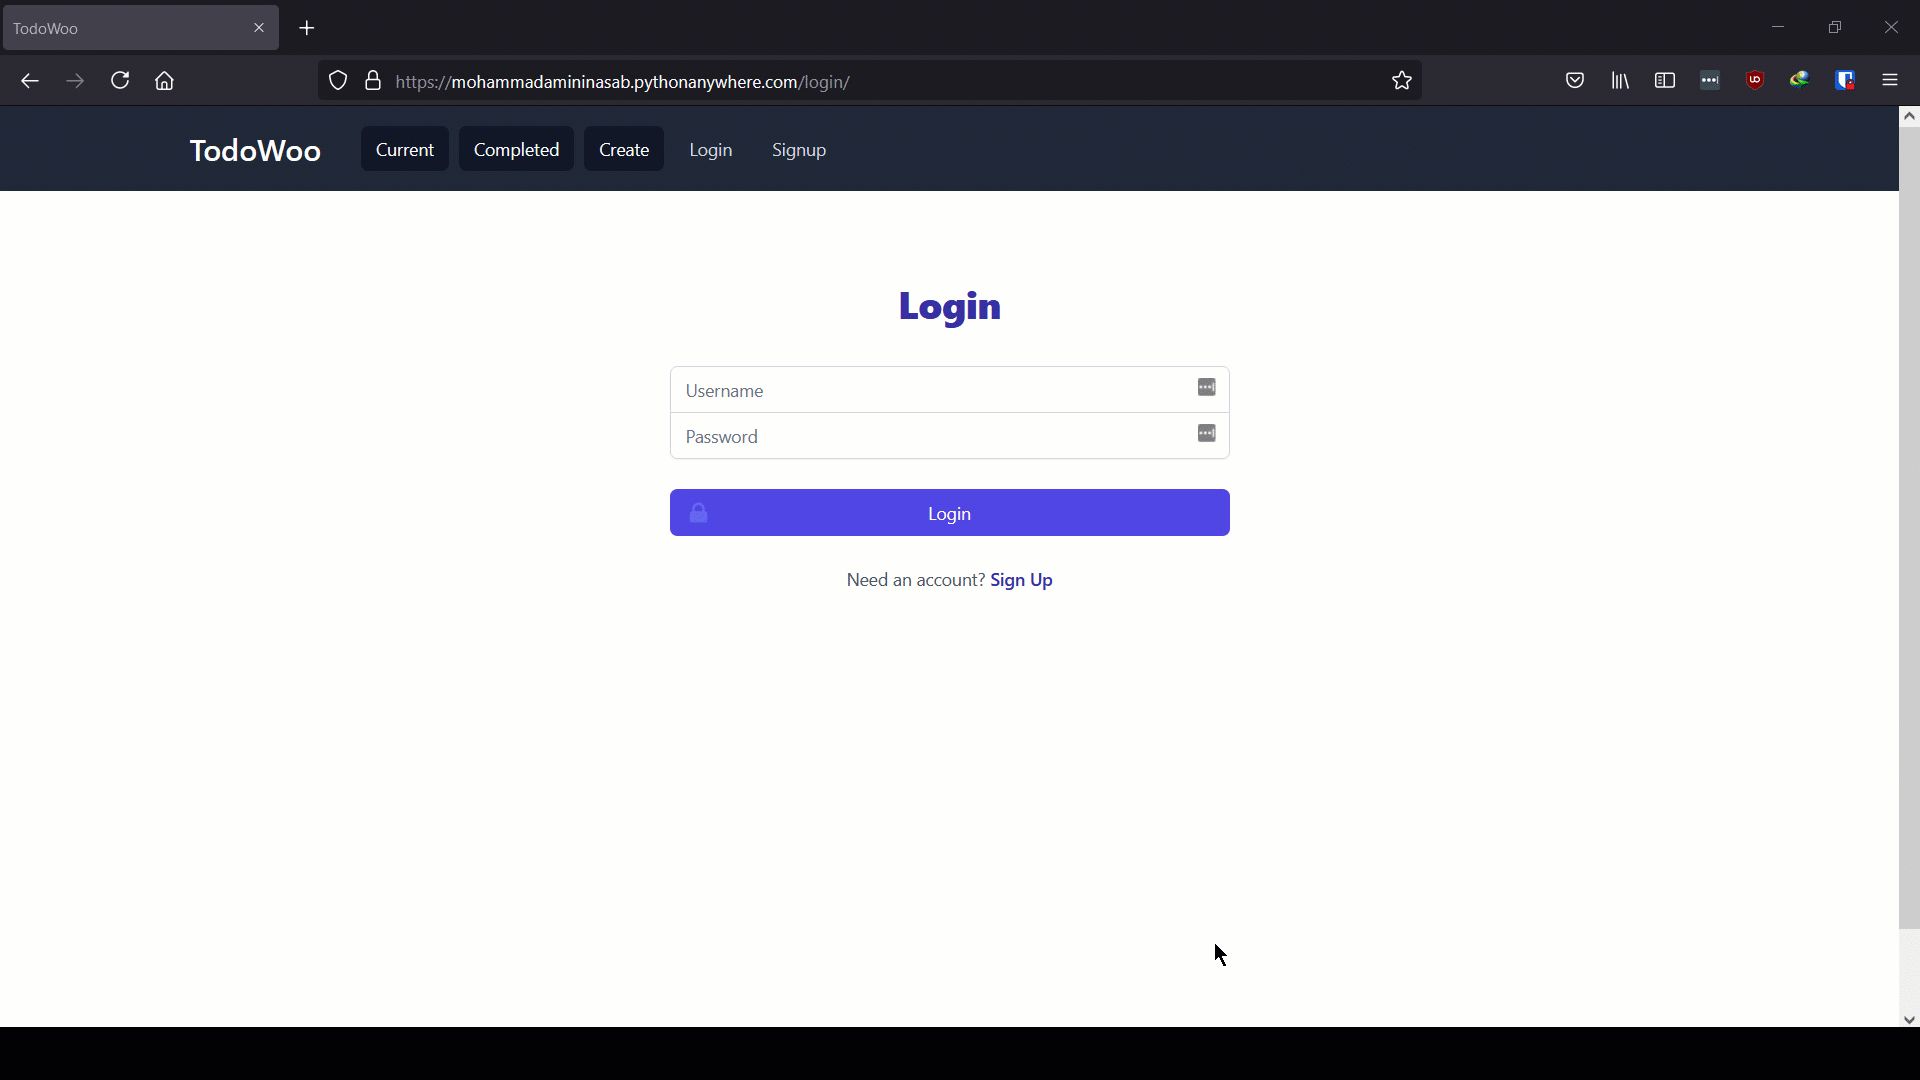 TodoWoo
https://mohammadamininasab.pythonanywhere.com/login/
TodoWoo Current Completed Create Login Signup
Login
Username
Password
Login
Need an account? Sign Up